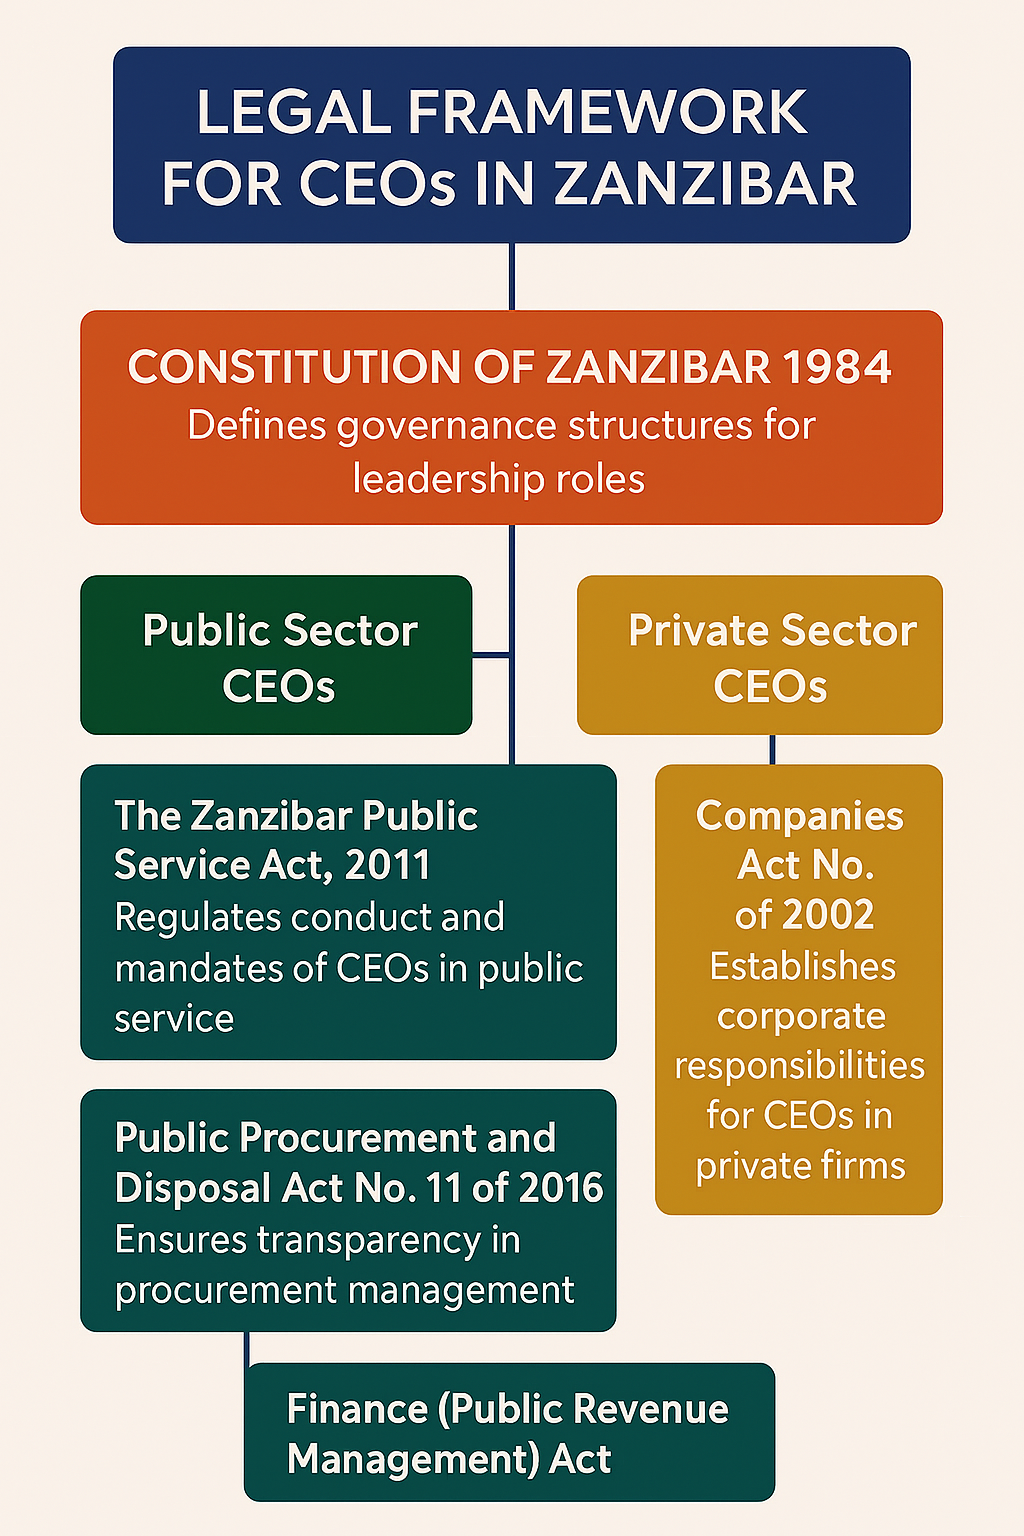 LEGAL FRAMEWORK
FOR CEOs IN ZANZIBAR
CONSTITUTION OF ZANZIBAR 1984
Defines governance structures for
leadership roles
Public Sector
CEOs
Private Sector
CEOs
The Zanzibar Public
Service Act, 2011
Regulates conduct and
mandates of CEOs in public
service
Companies
Act No.
of 2002
Establishes
corporate
responsibilities
for CEOs in
private firms
Public Procurement and
Disposal Act No. 11 of 2016
Ensures transparency in
procurement management
Finance (Public Revenue
Management) Act